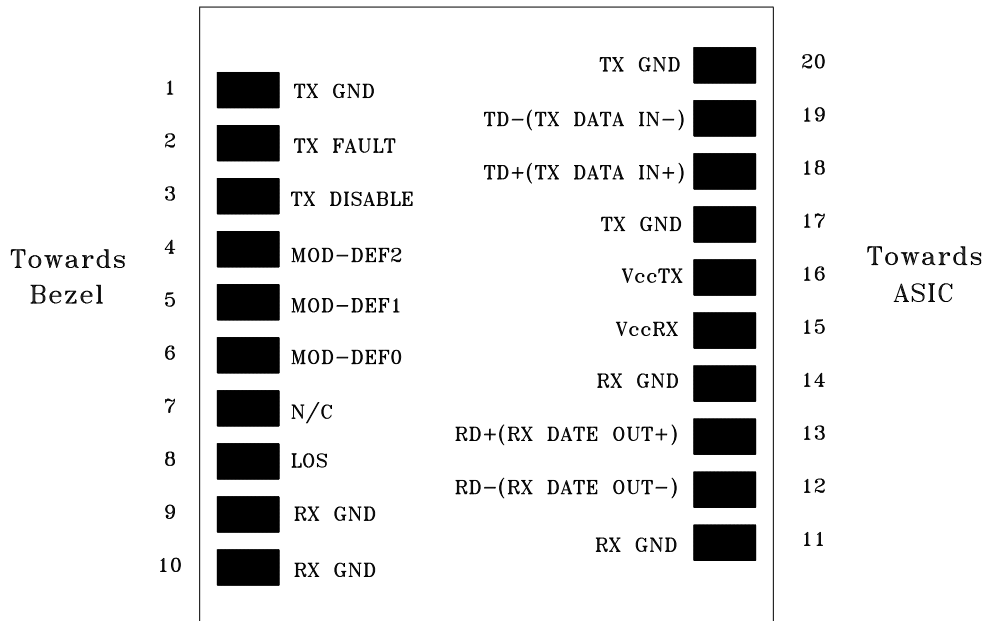 1 TX GND
2 TX FAULT
3 TX DISABLE
4 MOD-DEF2
5 MOD-DEF1
6 MOD-DEF0
7 N/C
8 LOS
9 RX GND
10 RX GND
Towards
Bezel
TX GND 20
TD-(TX DATA IN-) 19
TD+(TX DATA IN+) 18
TX GND 17
VccTX 16
VccRX 15
RX GND 14
RD+(RX DATE OUT+) 13
RD-(RX DATE OUT-) 12
RX GND 11
Towards
ASIC